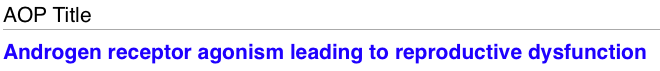 AOP Title
Androgen receptor agonism leading to reproductive dysfunction